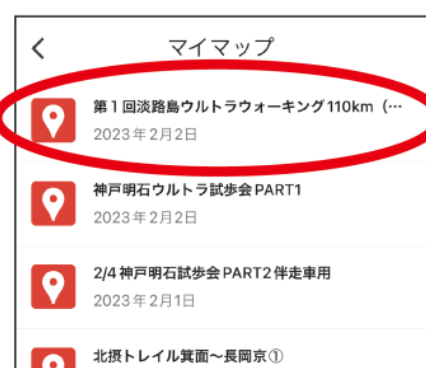 マイマップ
第1回淡路島ウルトラウォーキング110km（…
2023年2月2日
神戸明石ウルトラ試歩会PART1
2023年2月2日
2/4神戸明石試歩会PART2伴走車用
2023年2月1日
北摂トレイル箕面〜長岡京①